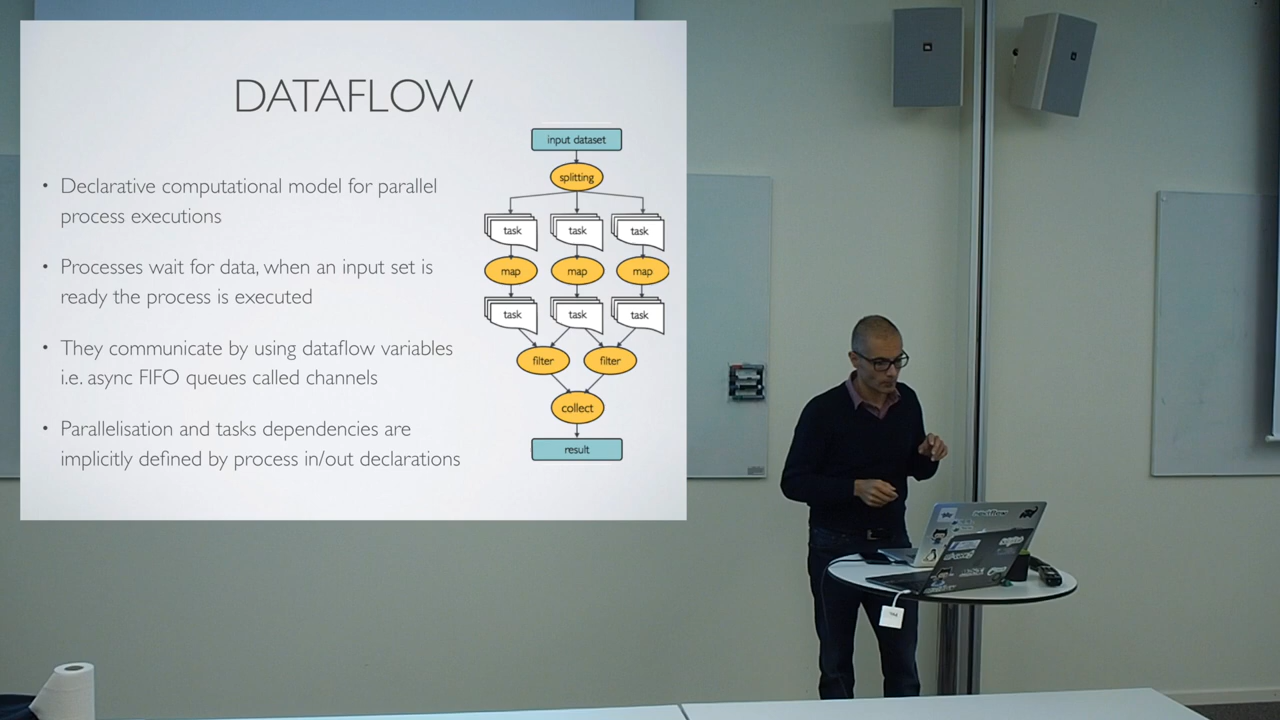 DATAFLOW
• Declarative computational model for parallel
process executions
• Processes wait for data, when an input set is
ready the process is executed
• They communicate by using dataflow variables
i.e. async FIFO queues called channels
• Parallelisation and tasks dependencies are
implicitly defined by process in/out declarations
input dataset
splitting
task task task
map map map
task task task
filter filter
collect
result
JBL
nextflow